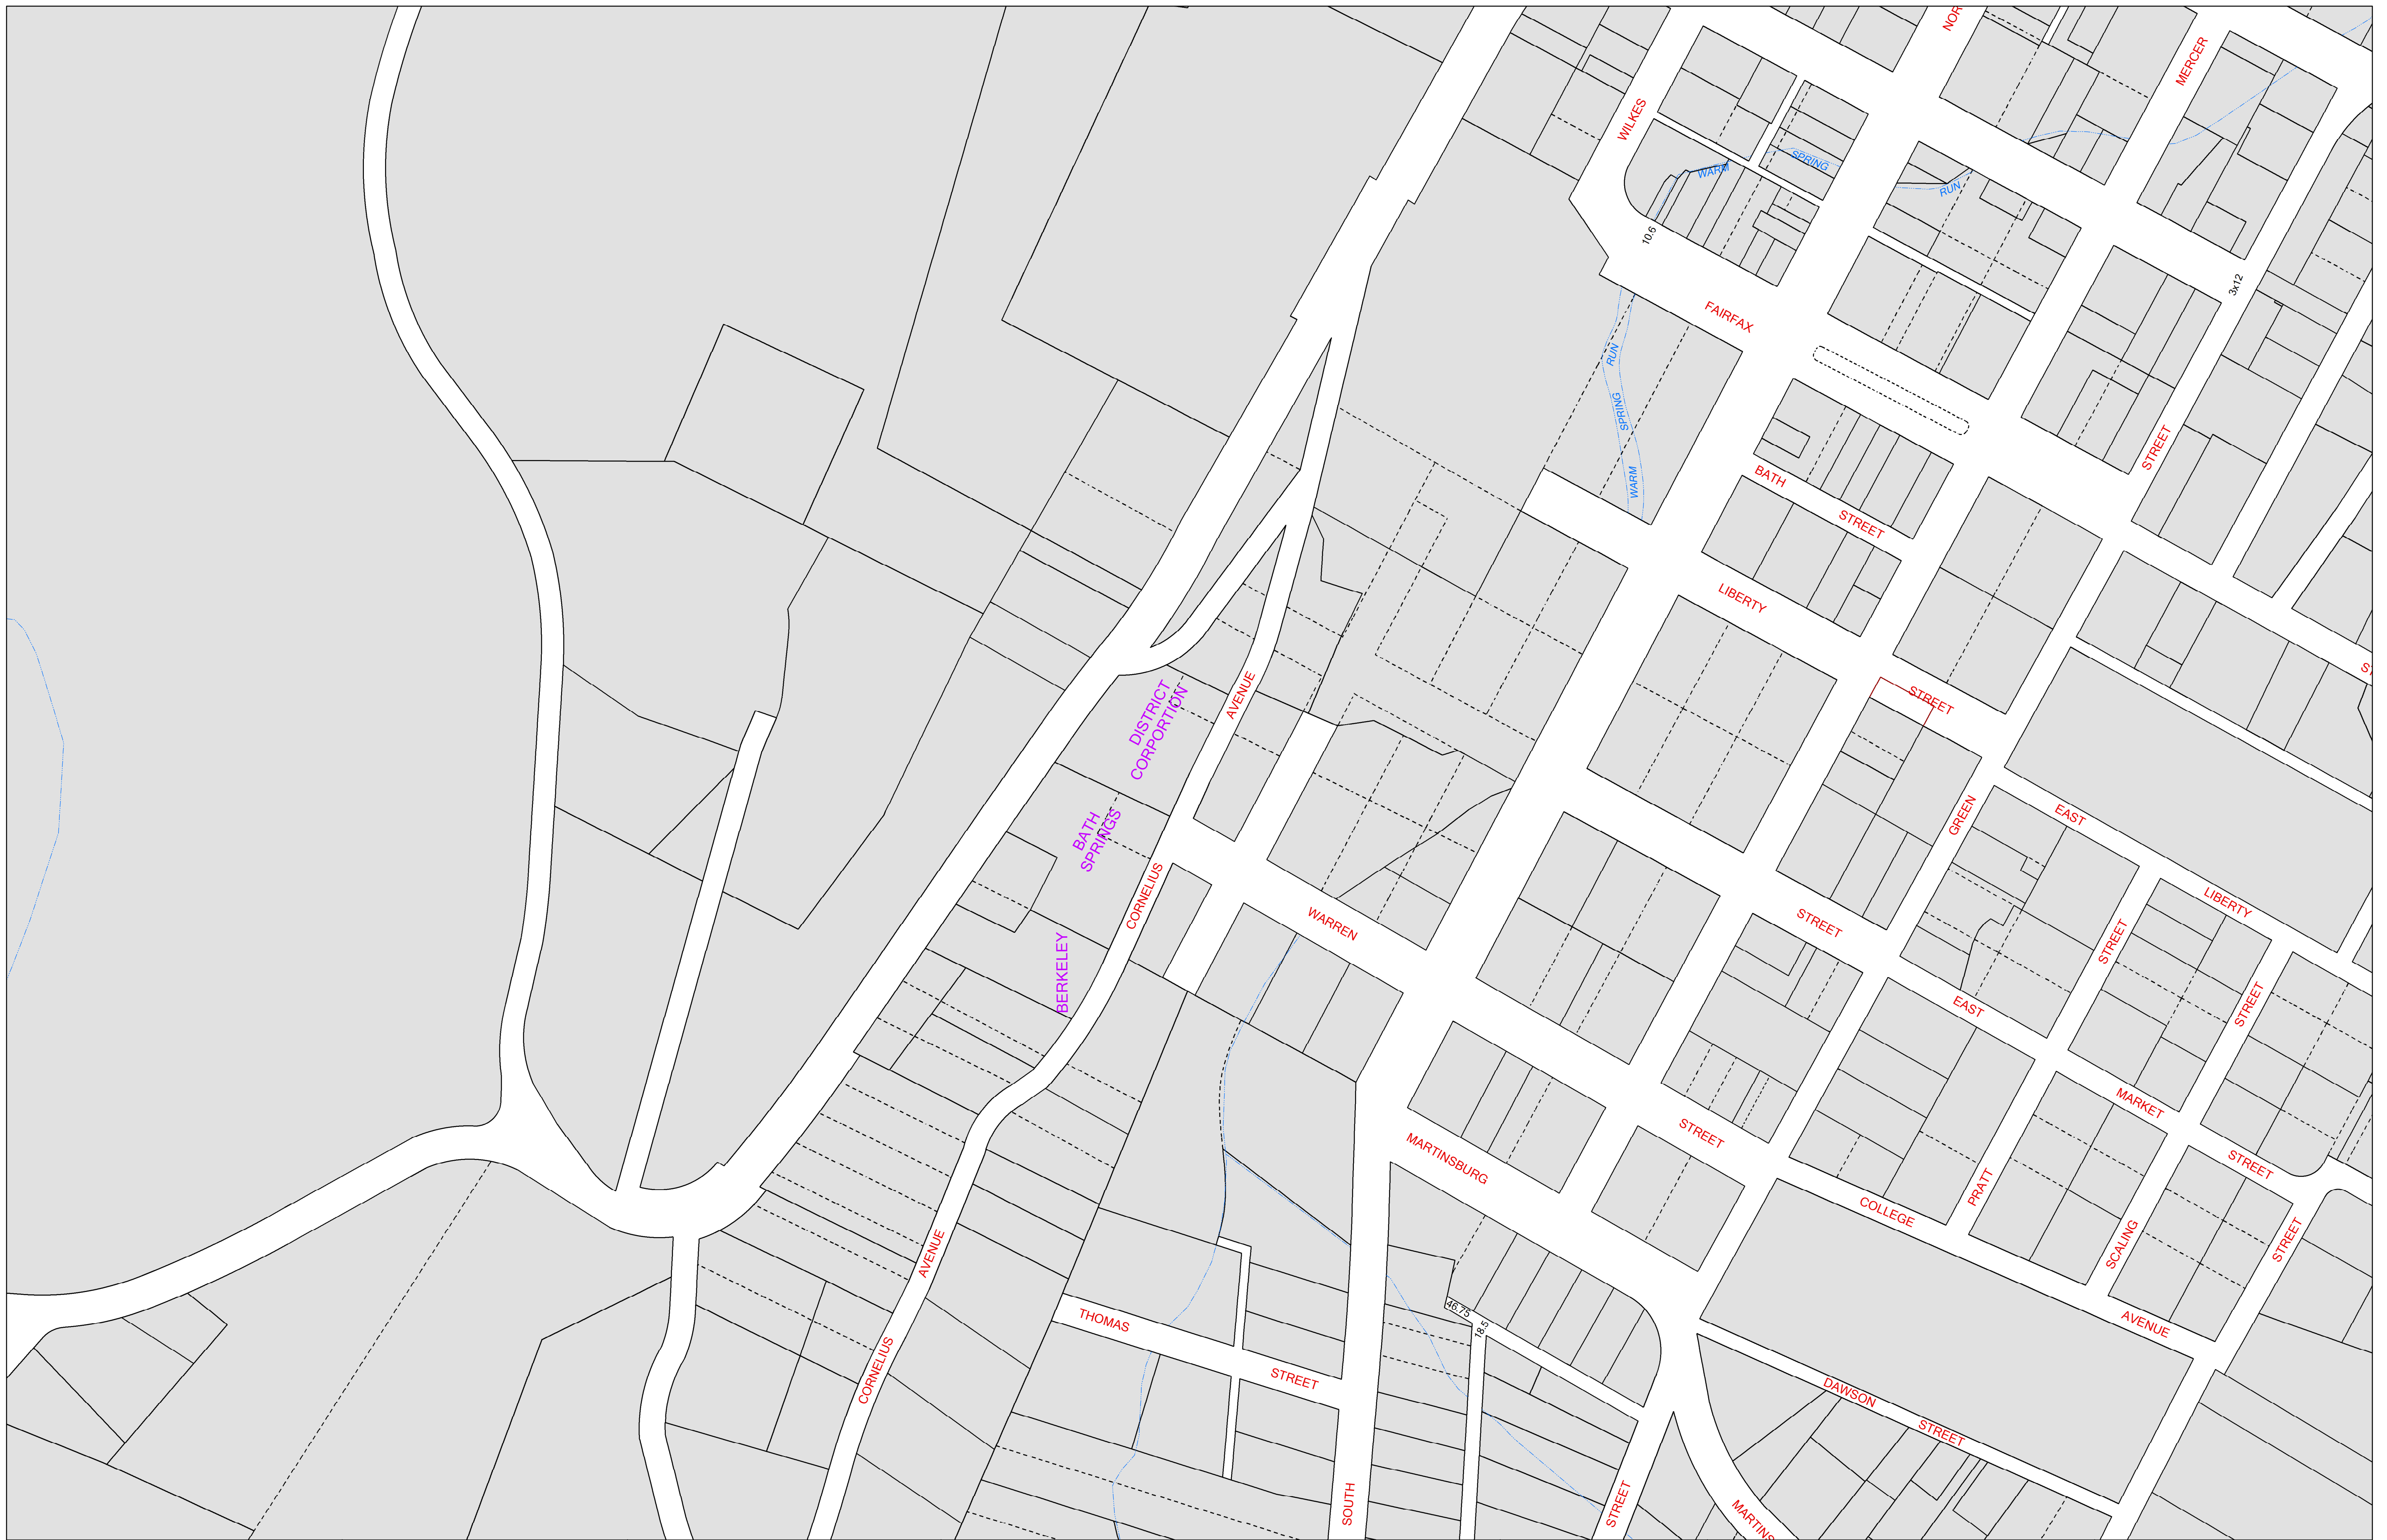 NOR
MERCER
WILKES
WARM
SPRING
RUN
10.6
3x12
FAIRFAX
RUN
SPRING
WARM
STREET
BATH
STREET
LIBERTY
STREET
ST
DISTRICT
CORPORTION
AVENUE
BATH
SPRINGS
BERKELEY
CORNELIUS
WARREN
GREEN
EAST
LIBERTY
STREET
STREET
STREET
EAST
MARKET
STREET
MARTINSBURG
STREET
PRATT
COLLEGE
SCALING
STREET
AVENUE
AVENUE
CORNELIUS
THOMAS
STREET
46.75
18.5
DAWSON
STREET
SOUTH
STREET
MARTINS